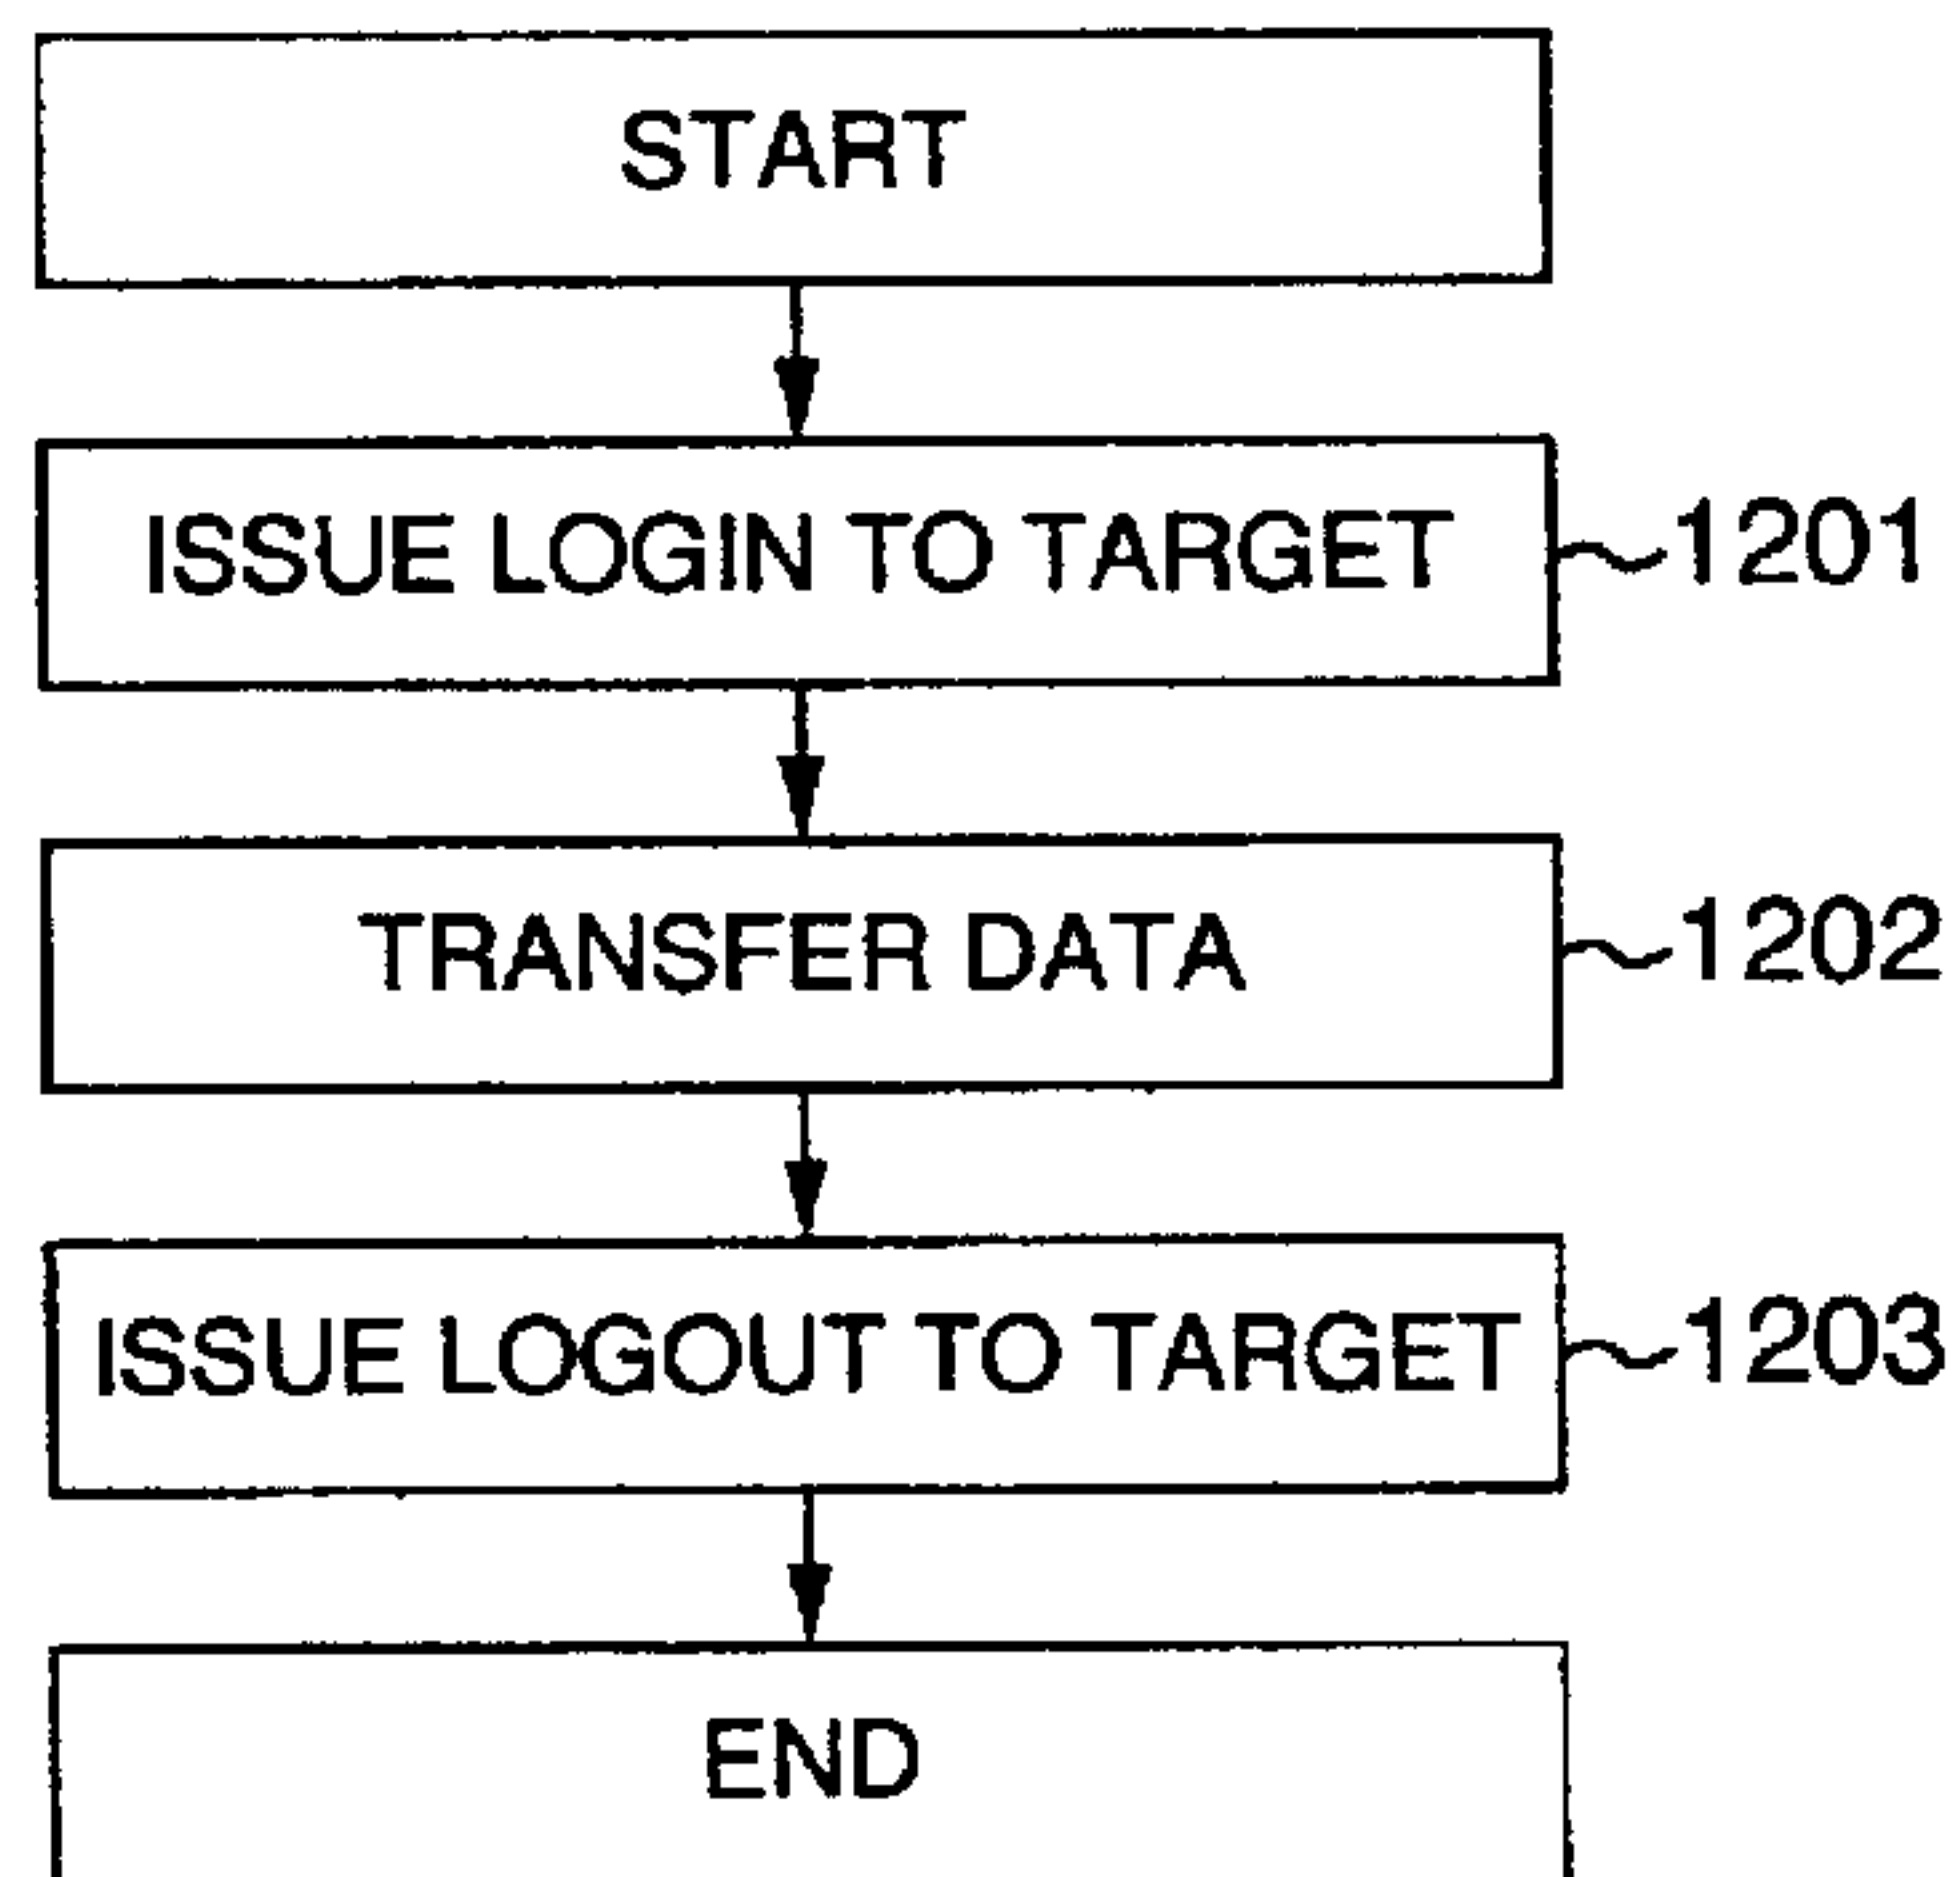 START
ISSUE LOGIN TO TARGET 1201
TRANSFER DATA 1202
ISSUE LOGOUT TO TARGET 1203
END